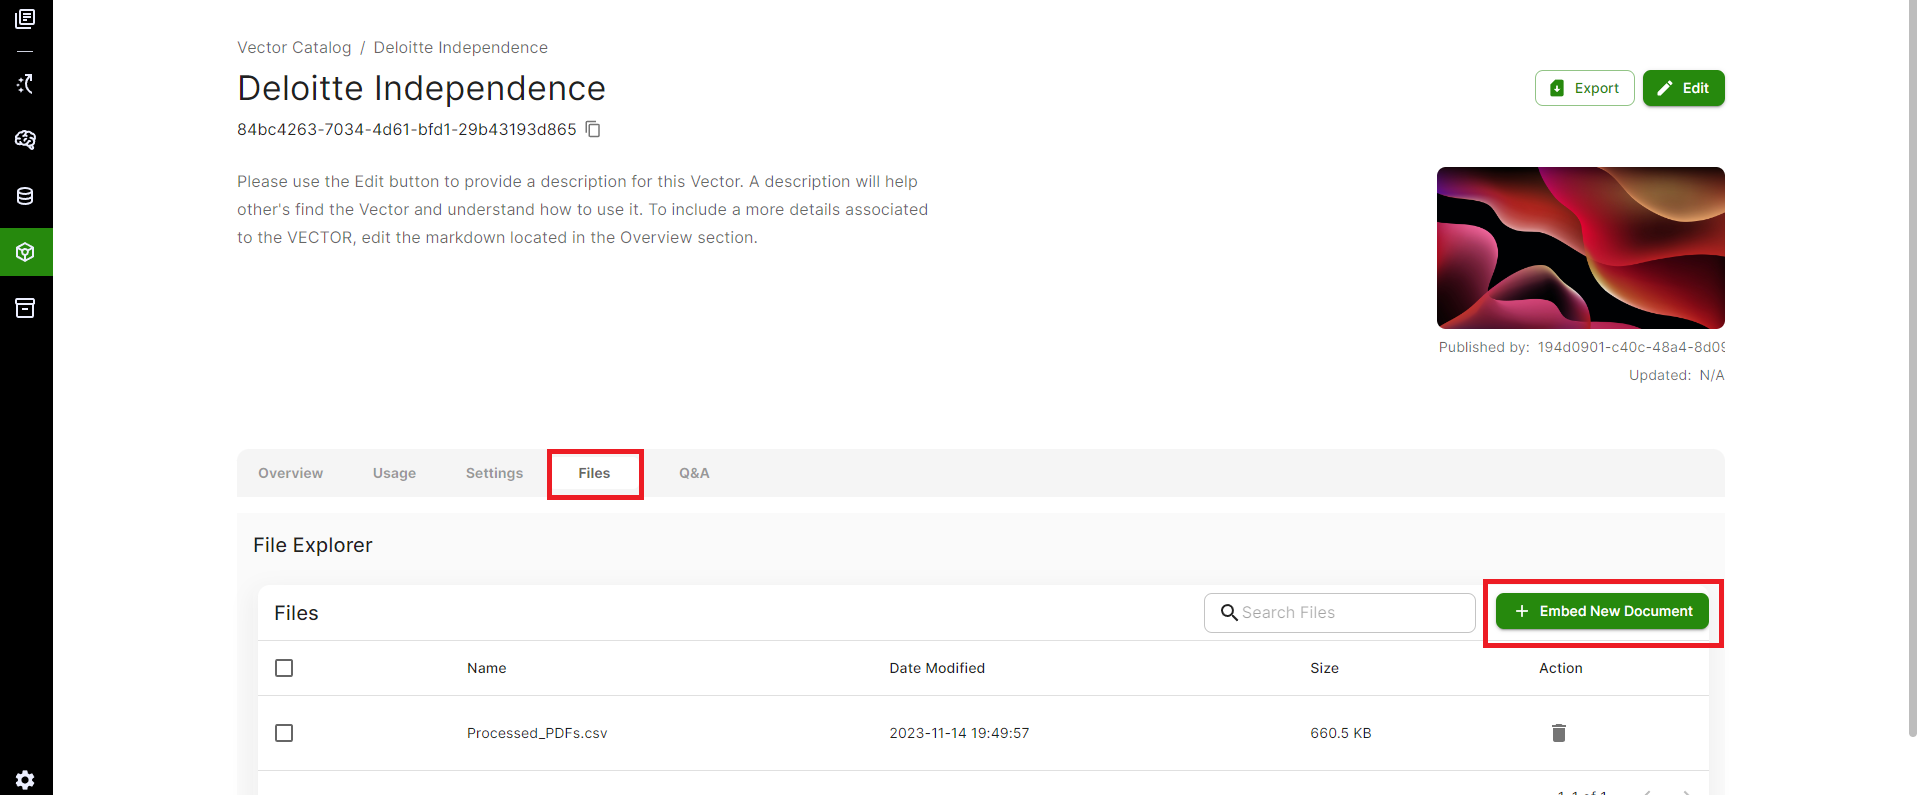 Vector Catalog / Deloitte Independence
Deloitte Independence
Export
Edit
84bc4263-7034-4d61-bfd1-29b43193d865
Please use the Edit button to provide a description for this Vector. A description will help
other's find the Vector and understand how to use it. To include a more details associated
to the VECTOR, edit the markdown located in the Overview section.
Published by: 194d0901-c40c-48a4-8d09
Updated: N/A
Overview Usage Settings Files Q&A
File Explorer
Files
Search Files
+ Embed New Document
Name Date Modified Size Action
Processed_PDFs.csv 2023-11-14 19:49:57 660.5 KB